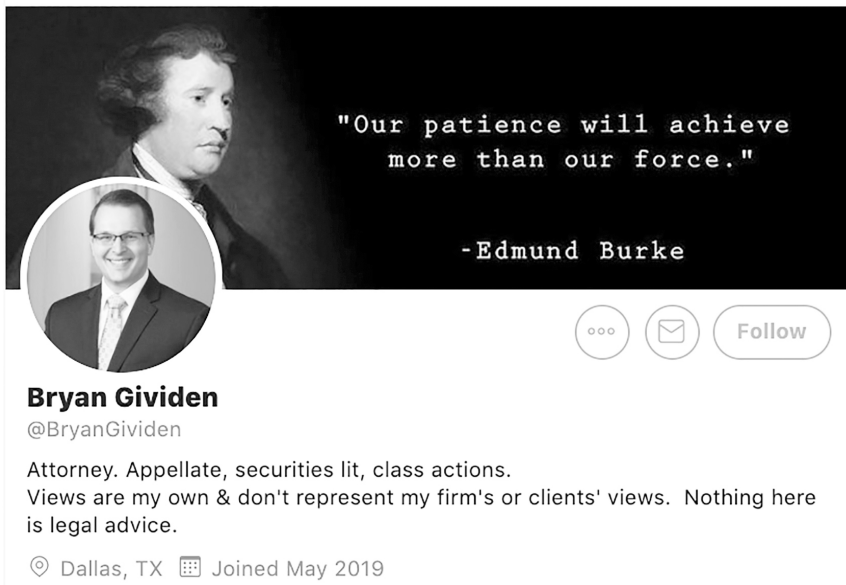 "Our patience will achieve
more than our force."
-Edmund Burke
Follow
Bryan Gividen
@BryanGividen
Attorney. Appellate, securities lit, class actions.
Views are my own & don't represent my firm's or clients' views.  Nothing here
is legal advice.
Dallas, TX Joined May 2019